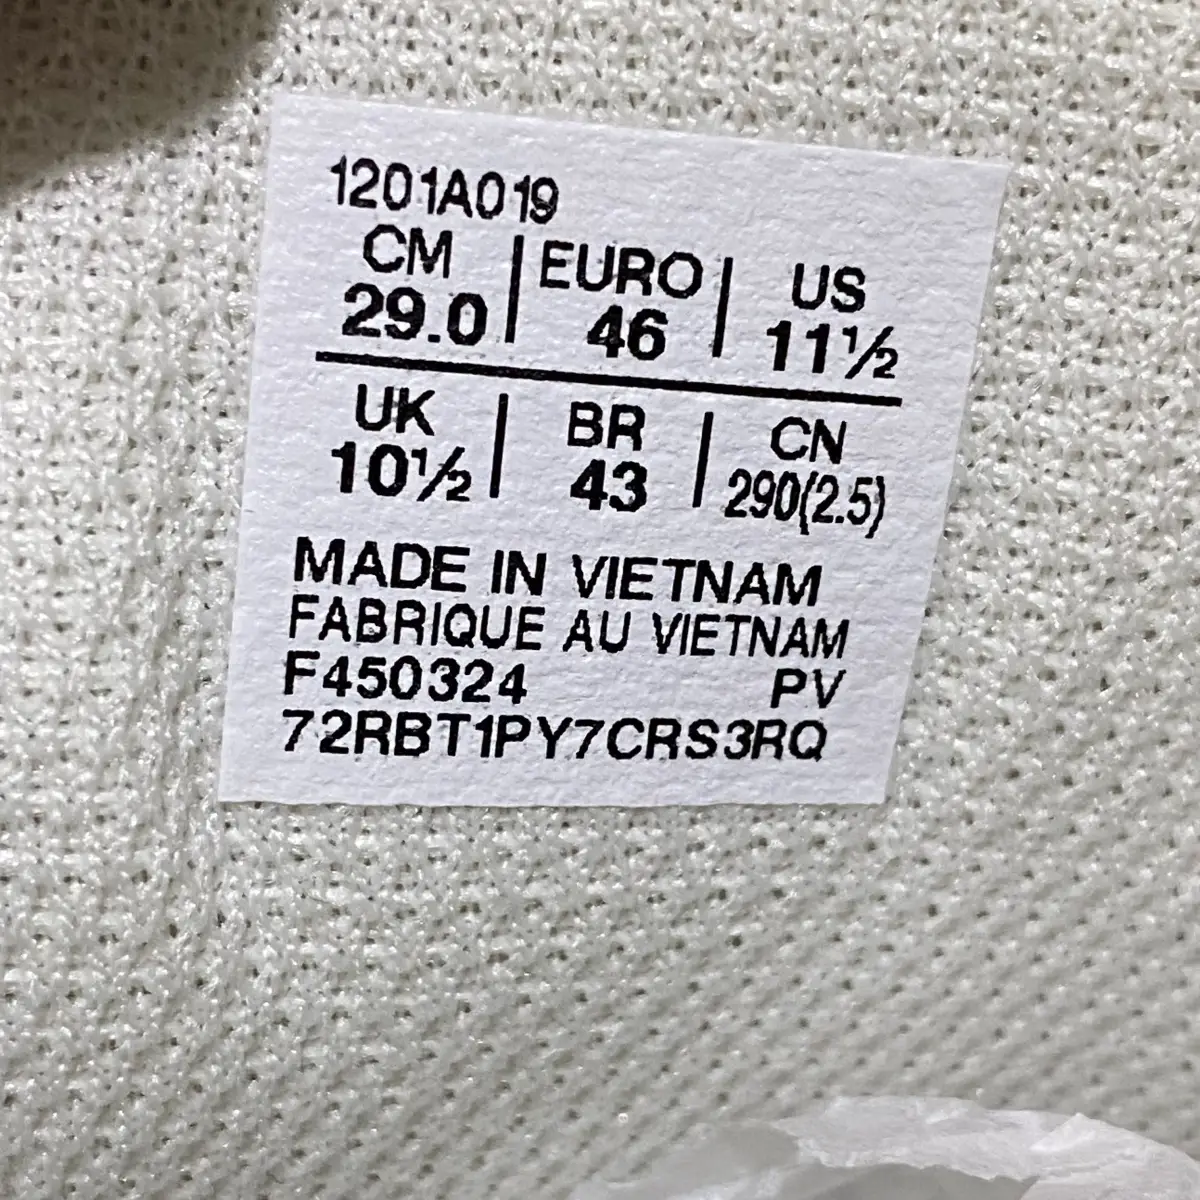 1201A019
CM | EURO | US
29.0 | 46 | 11½
UK | BR | CN
10½ | 43 | 290(2.5)
MADE IN VIETNAM
FABRIQUE AU VIETNAM
F450324 PV
72RBT1PY7CRS3RQ